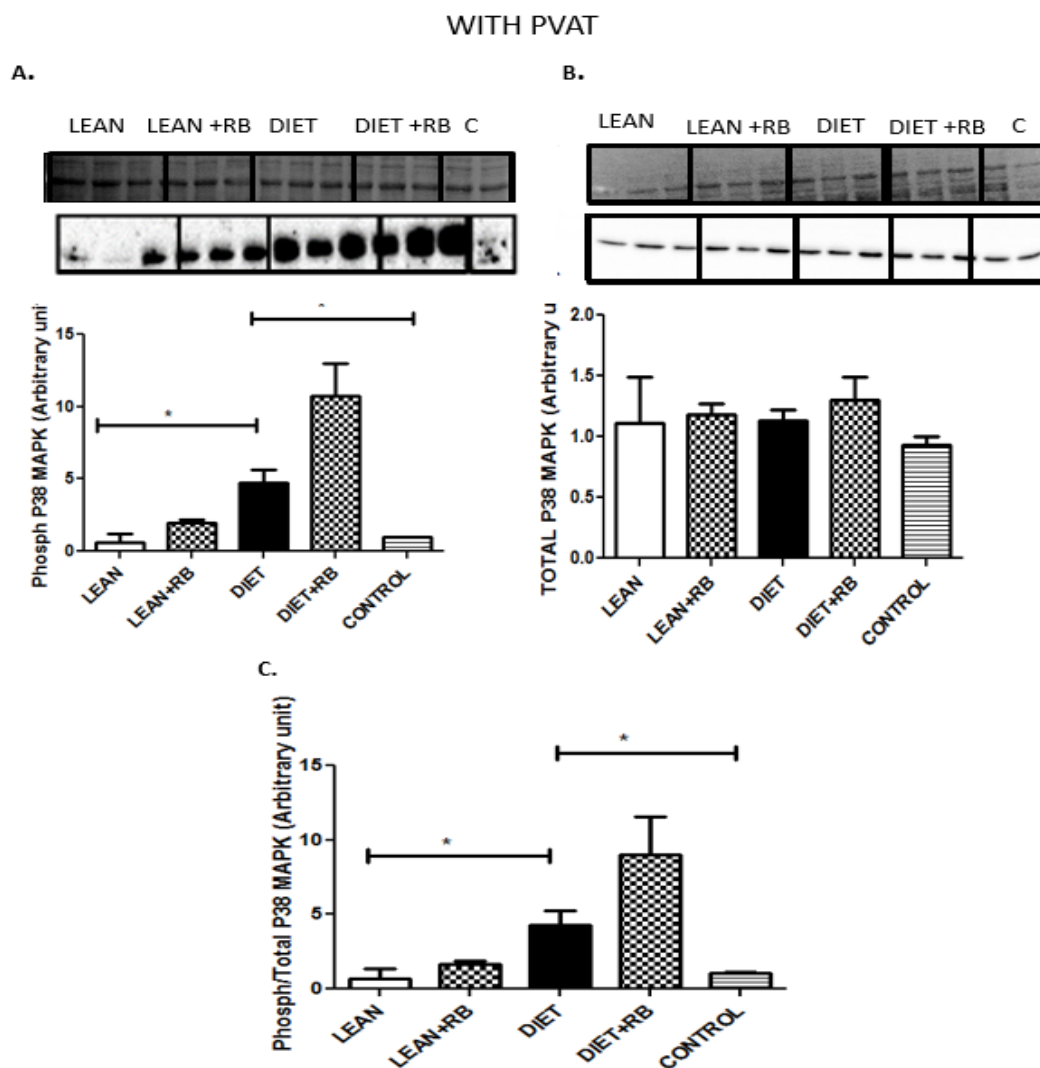 WITH PVAT
A.
LEAN LEAN +RB DIET DIET +RB C
Phosph P38 MAPK (Arbitrary uni
15
10
5
0
*
LEAN
LEAN+RB
DIET
DIET+RB
CONTROL
B.
LEAN LEAN +RB DIET DIET +RB C
TOTAL P38 MAPK (Arbitrary u
2.0
1.5
1.0
0.5
0.0
LEAN
LEAN+RB
DIET
DIET+RB
CONTROL
C.
Phosph/Total P38 MAPK (Arbitrary unit)
15
10
5
0
*
*
LEAN
LEAN+RB
DIET
DIET+RB
CONTROL